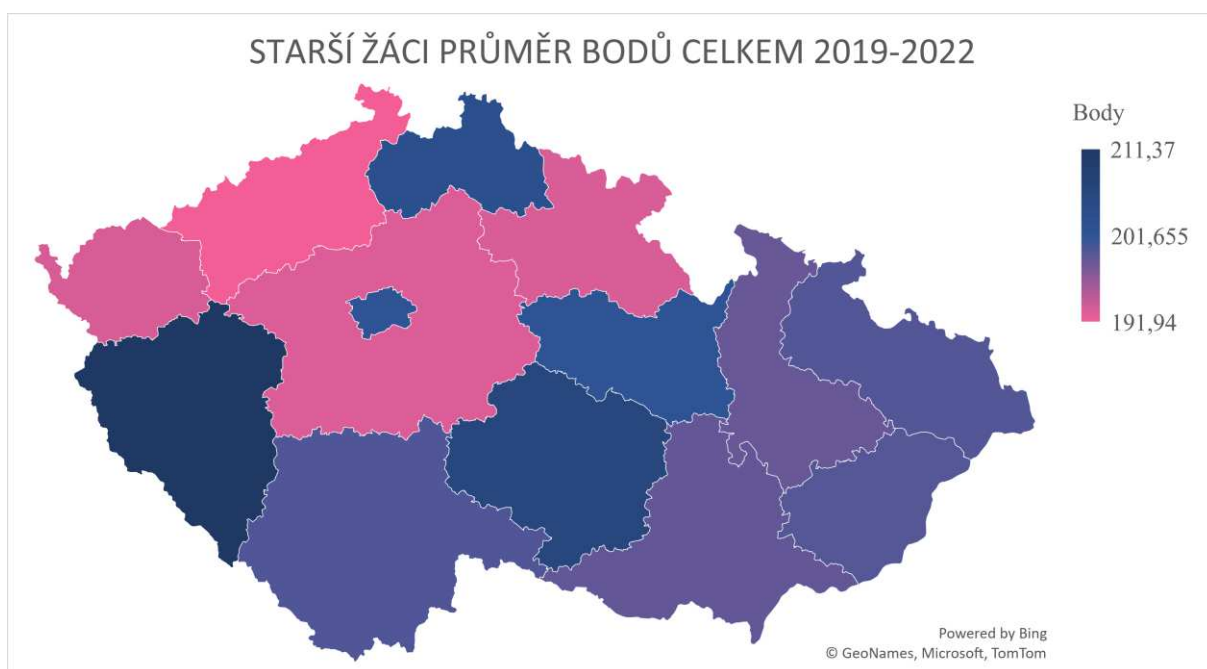 STARŠÍ ŽÁCI PRŮMĚR BODŮ CELKEM 2019-2022
Body
211,37
201,655
191,94
Powered by Bing
© GeoNames, Microsoft, TomTom